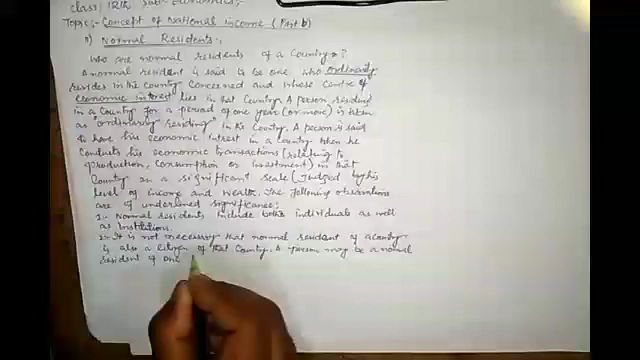 Class: Sub- Economics:-
Topic:- Concept of National Income (Part b)
Normal Residents:-
Who are normal residents of a Country?
A normal resident is said to be one who ordinarily
resides in the Country Concerned and whose Centre of
economic interest lies in that Country. A person residing
in a Country for a period of one year (or more) is taken
as "ordinarily residing" in the Country. A person is said
to have his economic interest in a country when he
Conducts his economic transactions (relating to
production, Consumption or investment) in that
Country on a significant scale (Judged by his
level of income and wealth. The following observations
are of underlined significance;
1:- Normal residents include both individuals as well
as institutions.
2:- It is not necessary that normal resident of a country
is also a Citizen of that Country. A person may be a normal
resident of one